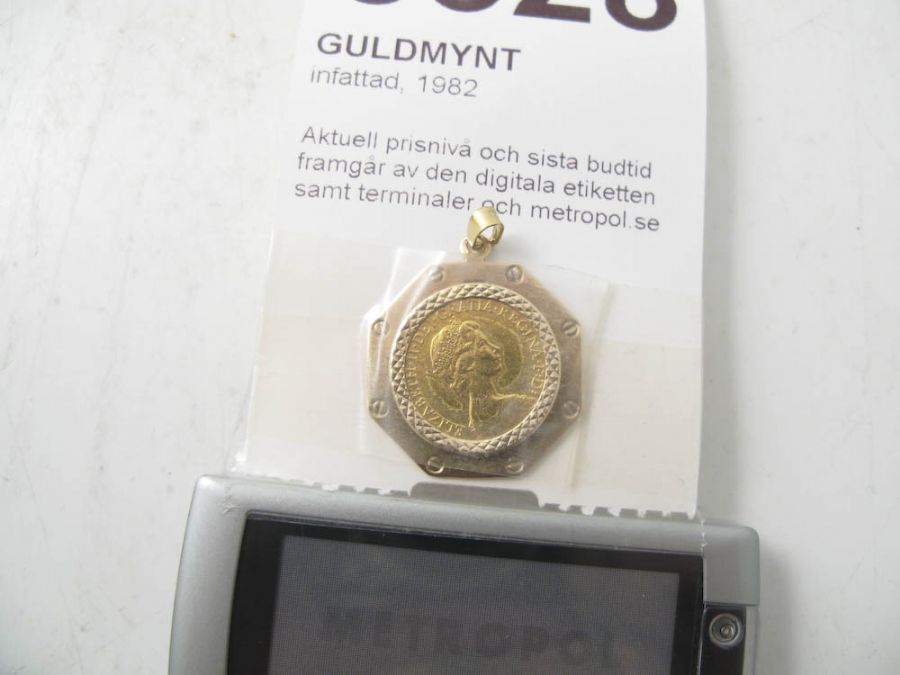 GULDMYNT
infattad, 1982
Aktuell prisnivå och sista budtid
framgår av den digitala etiketten
samt terminaler och metropol.se
ELIZABETH·II·DEI·GRATIA·REGINA·F:D:
METROPOL